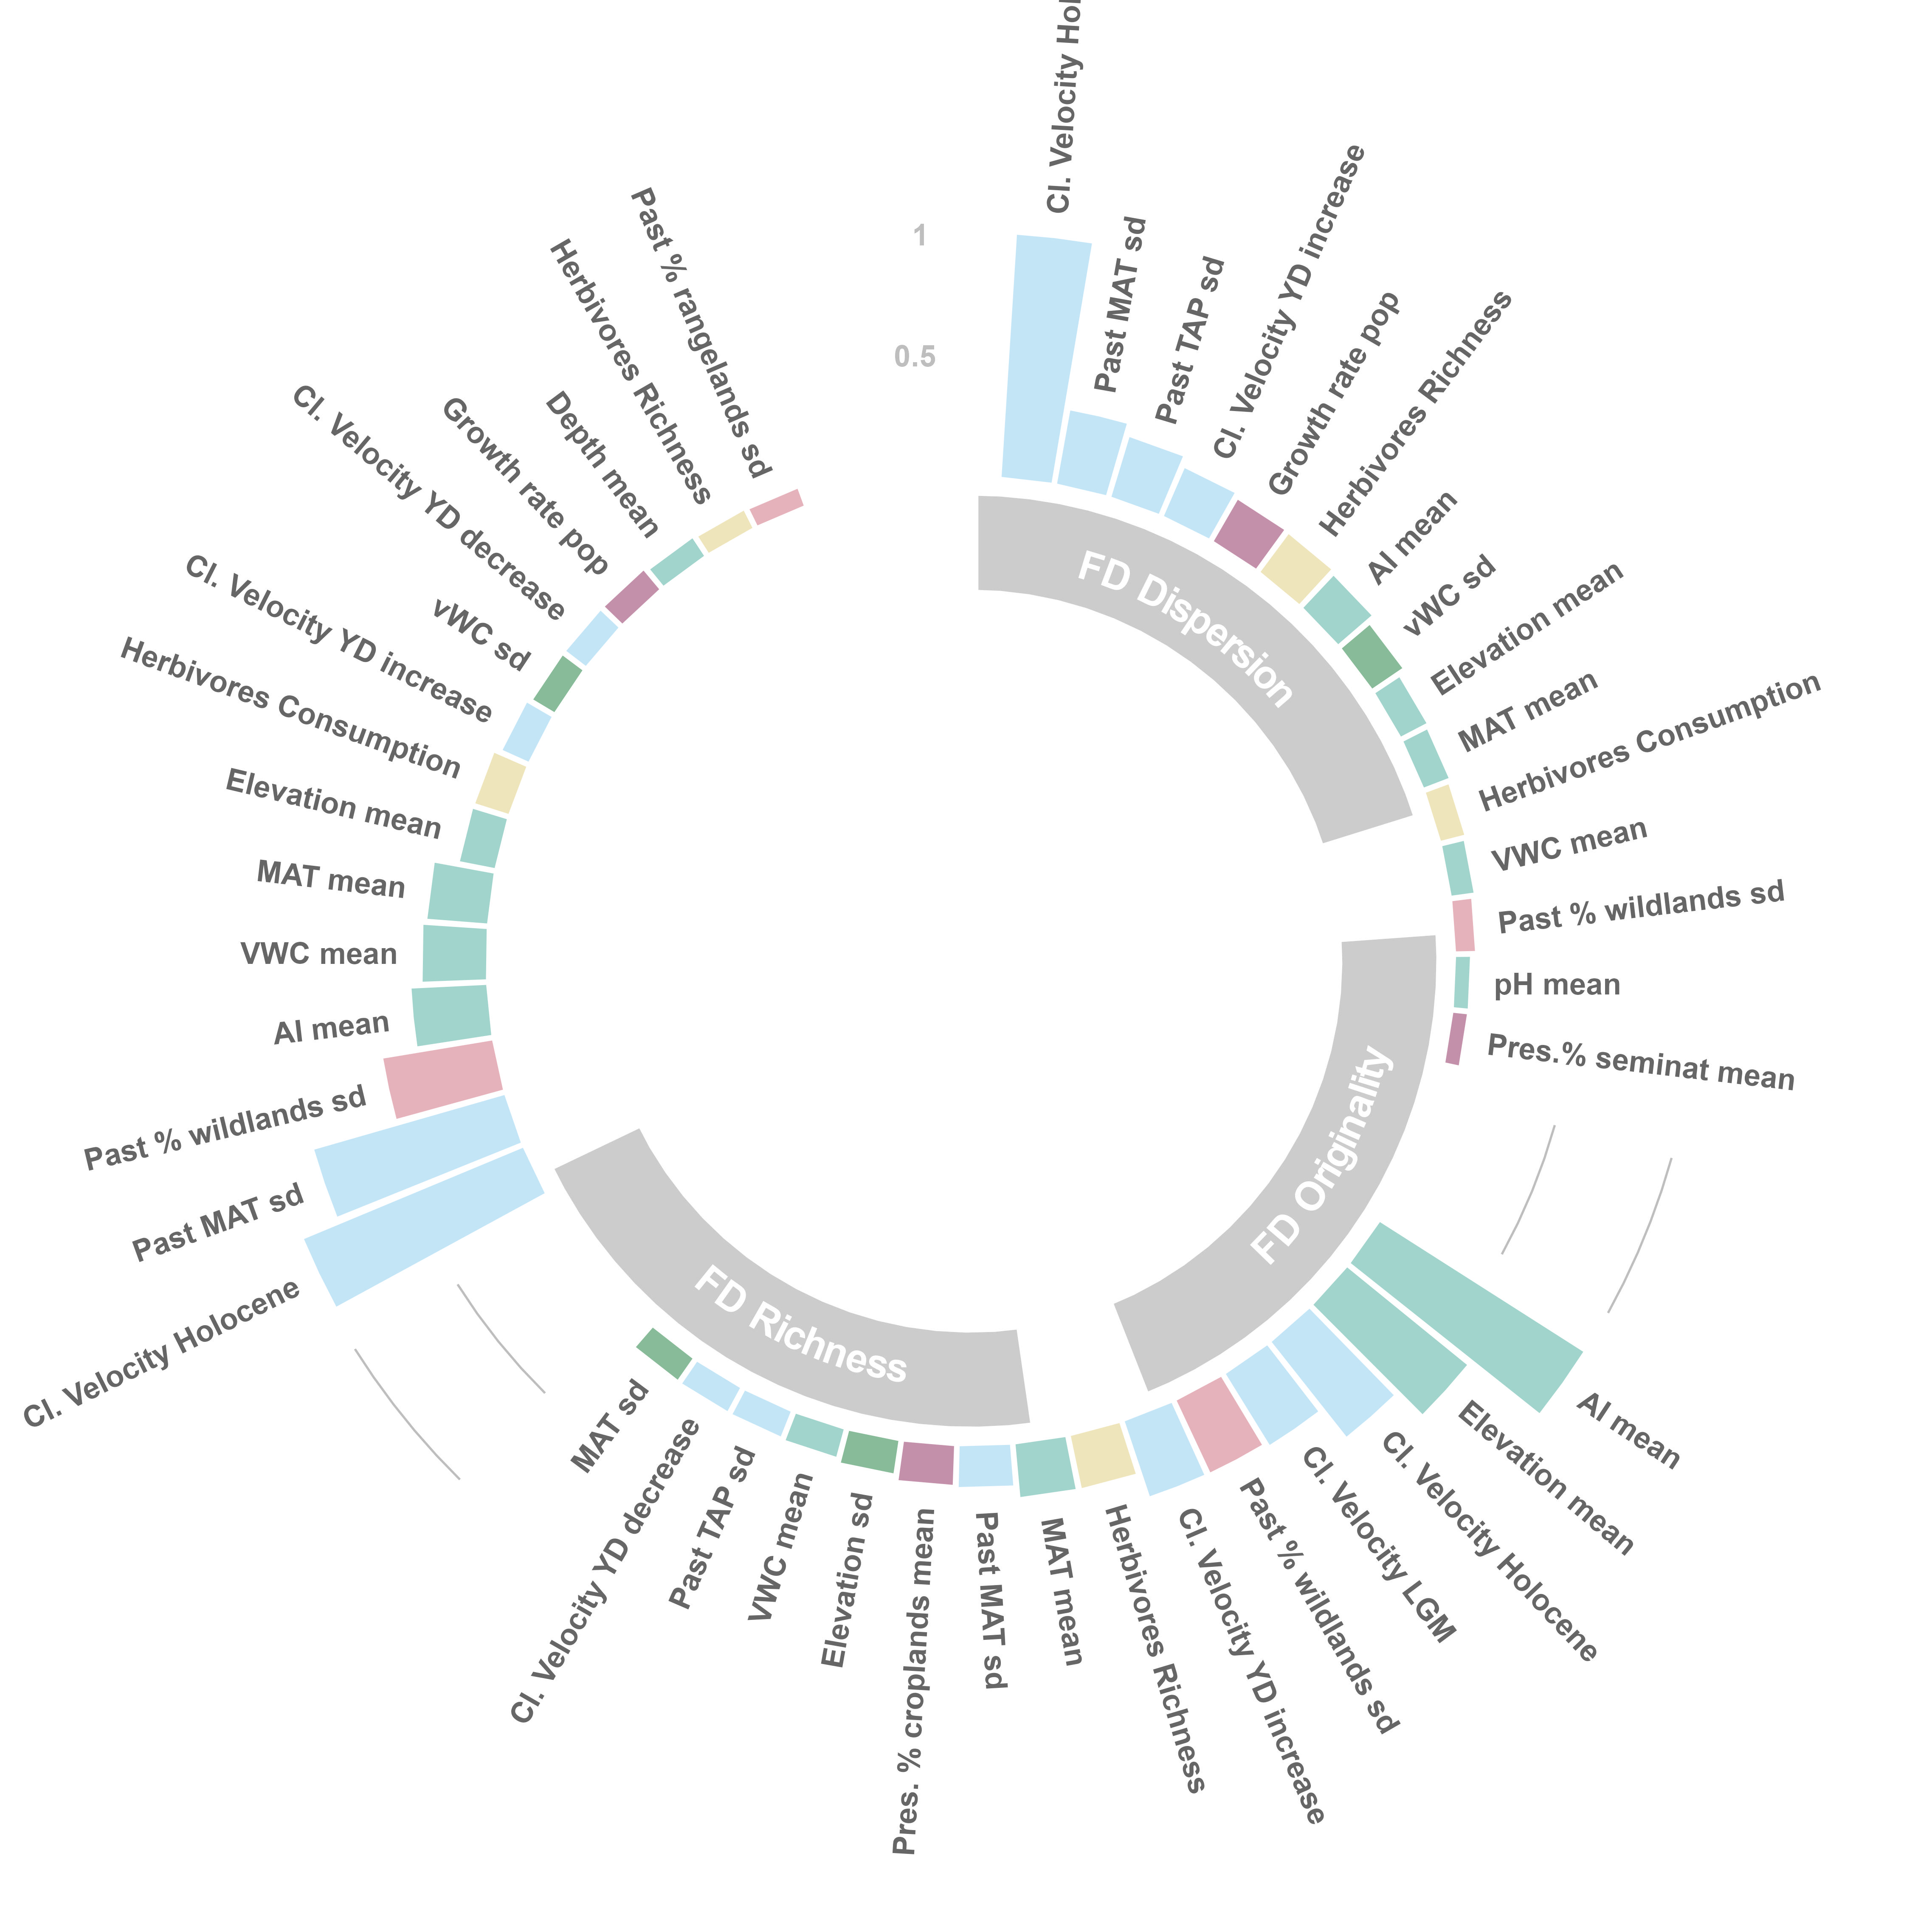 1
0.5
Cl. Velocity Hol
Past MAT sd
Past TAP sd
Cl. Velocity YD increase
Growth rate pop
Herbivores Richness
AI mean
vWC sd
Elevation mean
MAT mean
Herbivores Consumption
VWC mean
Past % wildlands sd
pH mean
Pres.% seminat mean
FD Dispersion
AI mean
Elevation mean
Cl. Velocity Holocene
Cl. Velocity LGM
Past % wildlands sd
Cl. Velocity YD increase
Herbivores Richness
MAT mean
Past MAT sd
Pres. % croplands mean
Elevation sd
VWC mean
Past TAP sd
Cl. Velocity YD decrease
MAT sd
FD Originality
Cl. Velocity Holocene
Past MAT sd
Past % wildlands sd
AI mean
VWC mean
MAT mean
Elevation mean
Herbivores Consumption
Cl. Velocity YD increase
vWC sd
Cl. Velocity YD decrease
Growth rate pop
Depth mean
Herbivores Richness
Past % rangelands sd
FD Richness